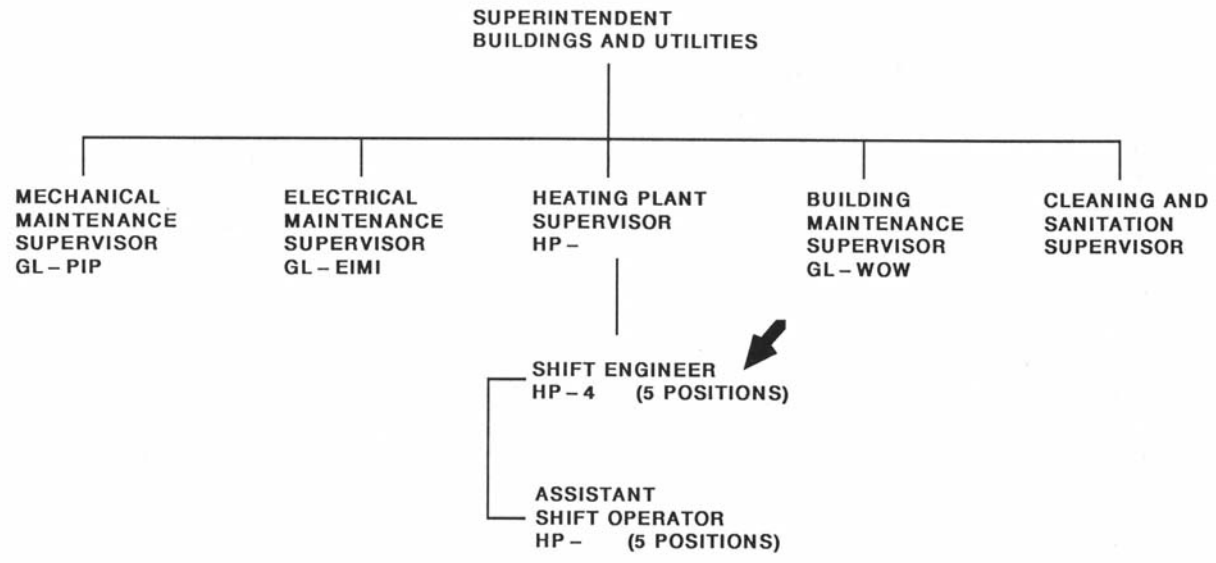 SUPERINTENDENT
BUILDINGS AND UTILITIES
MECHANICAL
MAINTENANCE
SUPERVISOR
GL – PIP
ELECTRICAL
MAINTENANCE
SUPERVISOR
GL – EIMI
HEATING PLANT
SUPERVISOR
HP –
BUILDING
MAINTENANCE
SUPERVISOR
GL – WOW
CLEANING AND
SANITATION
SUPERVISOR
SHIFT ENGINEER
HP – 4 (5 POSITIONS)
ASSISTANT
SHIFT OPERATOR
HP – (5 POSITIONS)